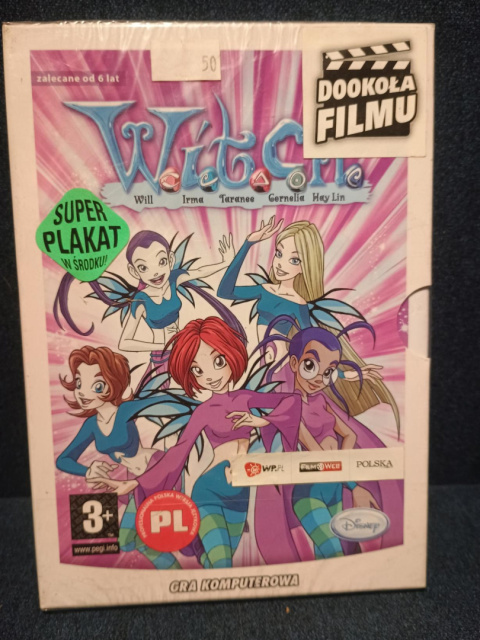 zalecane od 6 lat
50
DOOKOŁA
FILMU
W.i.t.c.h.
Will Irma Taranee Cornelia Hay Lin
SUPER
PLAKAT
W ŚRODKU!
WP.PL FILMWEB POLSKA
3+
www.pegi.info
PL
Disney
GRA KOMPUTEROWA